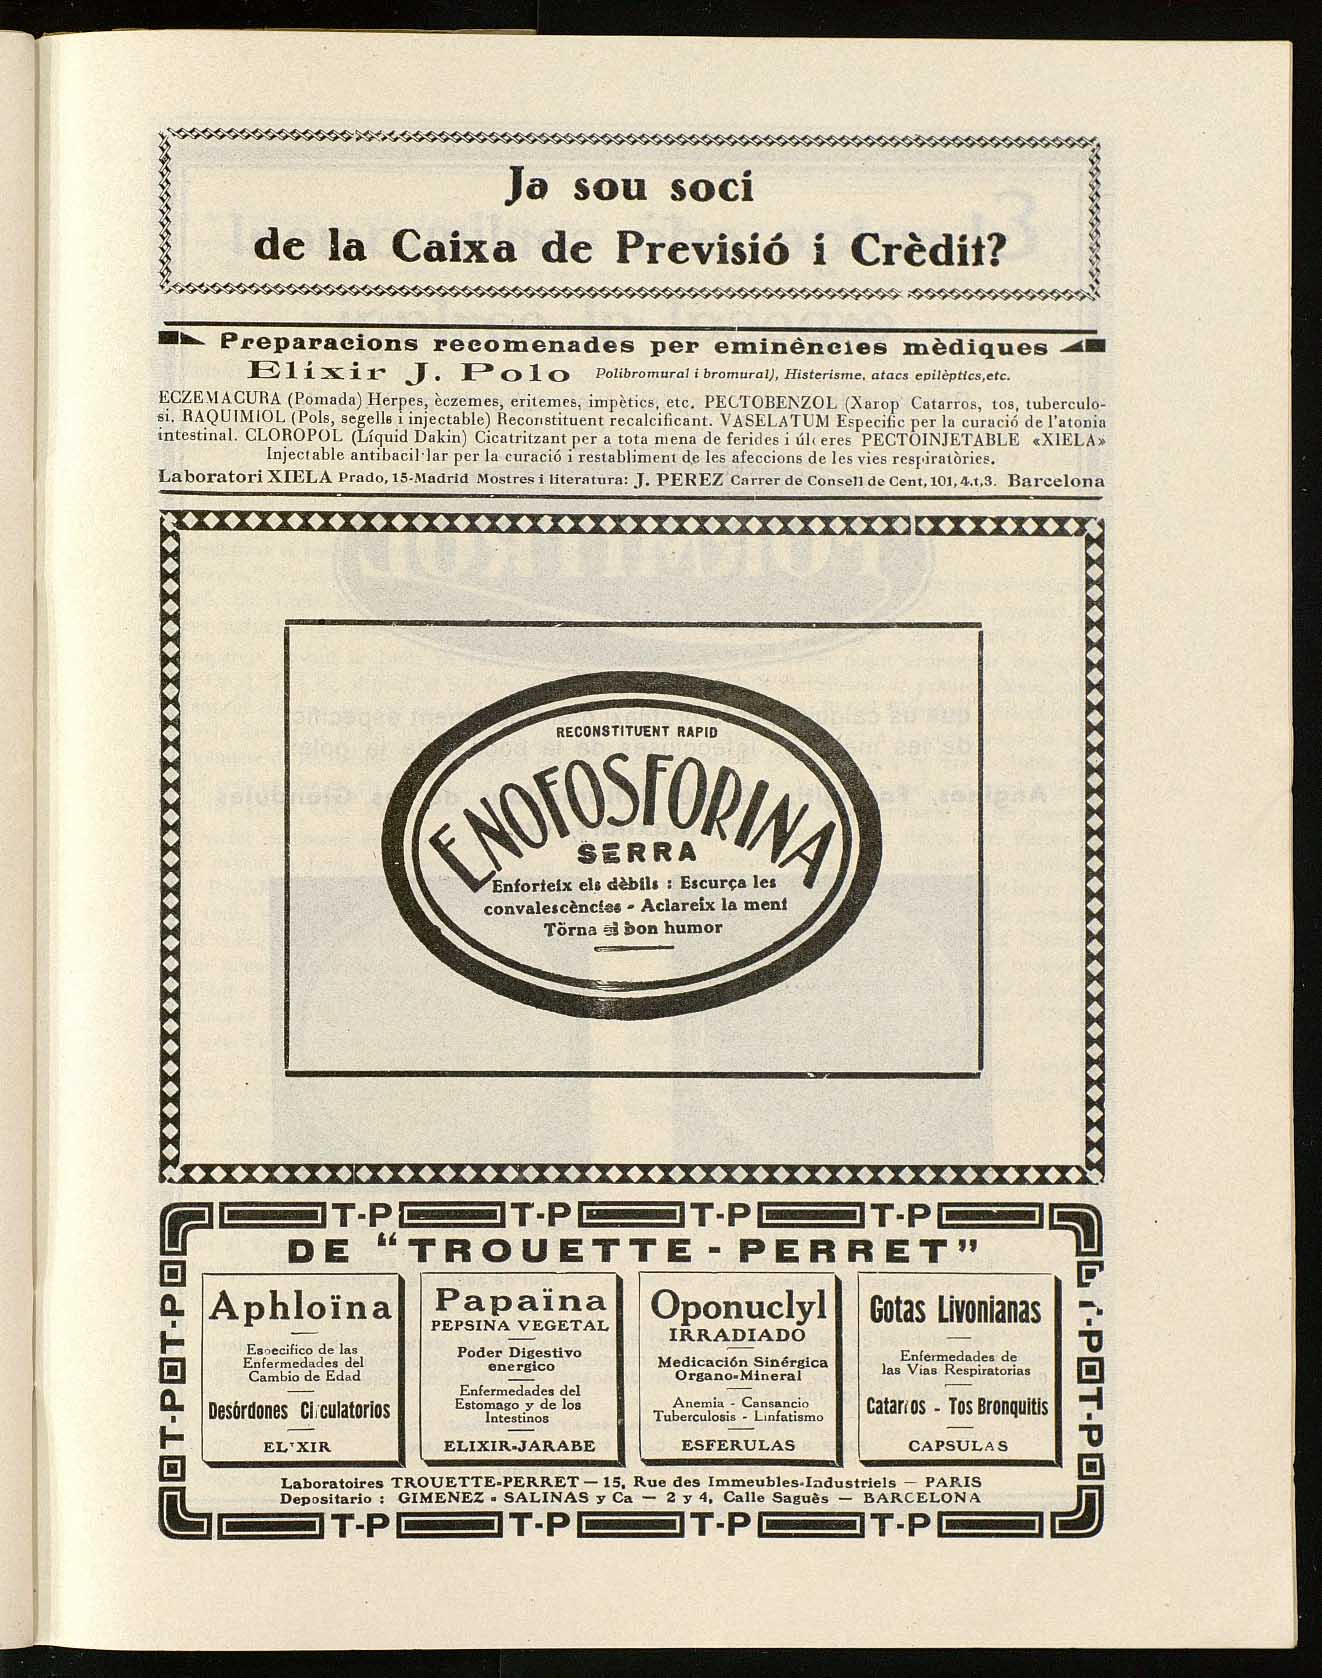 Ja sou soci
de la Caixa de Previsió i Crèdit?
Preparacions recomenades per eminències mèdiques
Elixir J. Polo Polibromural i bromural), Histerisme, atacs epilèptics, etc.
ECZEMACURA (Pomada) Herpes, èczemes, eritemes, impètics, etc. PECTOBENZOL (Xarop Catarros, tos, tuberculo-
si. RAQUIMIOL (Pols, segells i injectable) Reconstituent recalcificant. VASELATUM Especific per la curació de l'atonia
intestinal. CLOROPOL (Líquid Dakin) Cicatritzant per a tota mena de ferides i úlceres PECTOINJETABLE «XIELA»
Injectable antibacil·lar per la curació i restabliment de les afeccions de les vies respiratòries.
Laboratori XIELA Prado, 15-Madrid Mostres i literatura: J. PEREZ Carrer de Consell de Cent, 101, 4.t, 3. Barcelona
RECONSTITUENT RAPID
ENOFOSFORINA
SERRA
Enforteix els dèbils : Escurça les
convalescències - Aclareix la ment
Torna el bon humor
T-P T-P T-P T-P
DE "TROUETTE-PERRET"
Aphloïna
Especifico de las
Enfermedades del
Cambio de Edad
Desórdones Circulatorios
ELIXIR
Papaïna
PEPSINA VEGETAL
Poder Digestivo
energico
Enfermedades del
Estomago y de los
Intestinos
ELIXIR-JARABE
Oponuclyl
IRRADIADO
Medicación Sinérgica
Organo-Mineral
Anemia - Cansancio
Tuberculosis - Linfatismo
ESFERULAS
Gotas Livonianas
Enfermedades de
las Vias Respiratorias
Catarros - Tos Bronquitis
CAPSULAS
T-P T-P
T-P T-P
Laboratoires TROUETTE-PERRET — 15, Rue des Immeubles-Industriels — PARIS
Depositario : GIMENEZ - SALINAS y Ca — 2 y 4, Calle Saguès — BARCELONA
T-P T-P T-P T-P